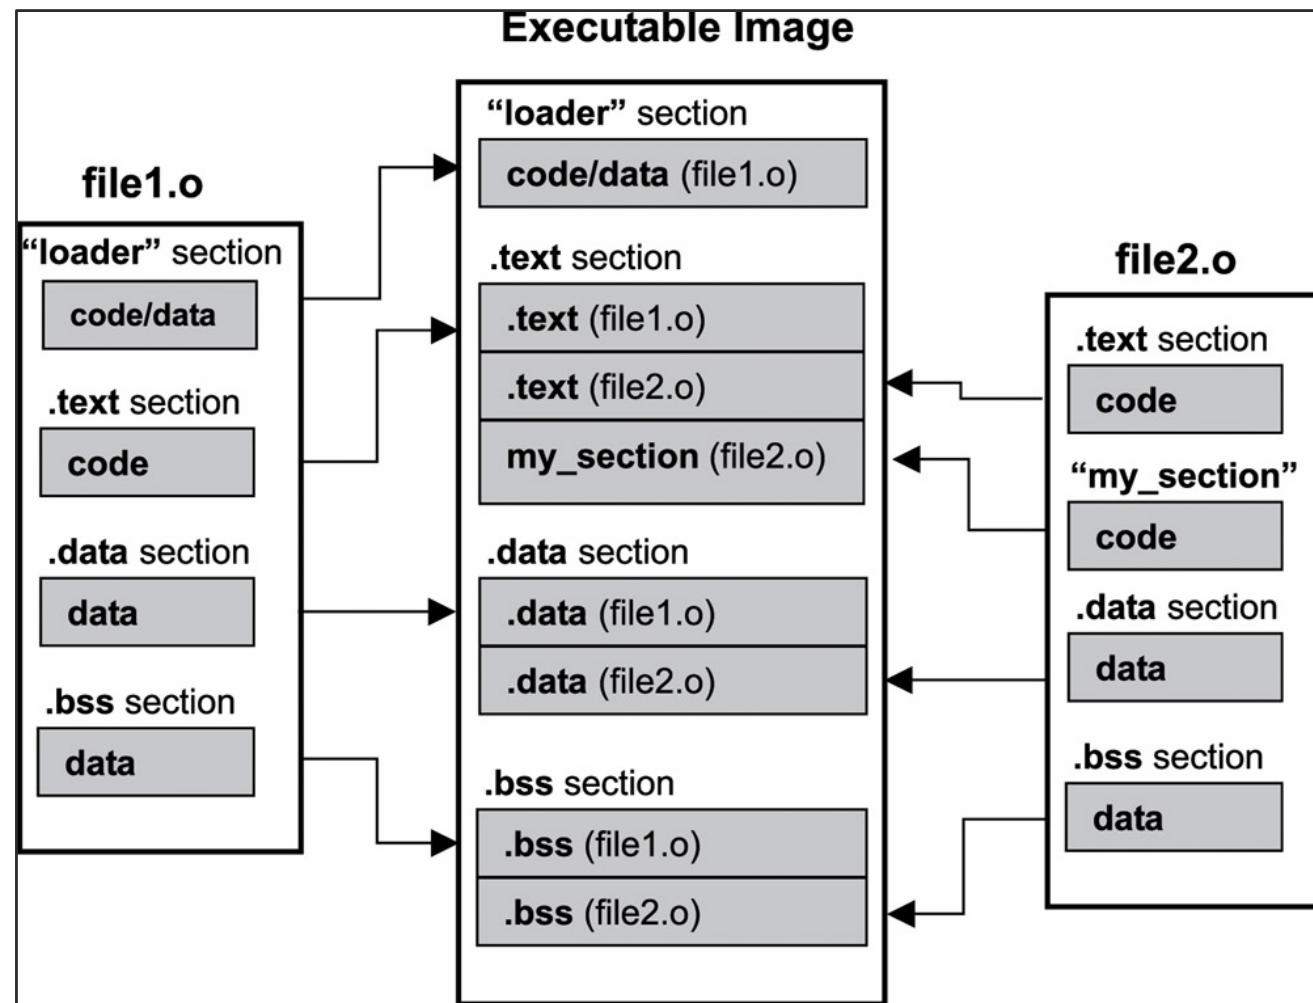 Executable Image
file1.o
“loader” section
code/data
.text section
code
.data section
data
.bss section
data
“loader” section
code/data (file1.o)
.text section
.text (file1.o)
.text (file2.o)
my_section (file2.o)
.data section
.data (file1.o)
.data (file2.o)
.bss section
.bss (file1.o)
.bss (file2.o)
file2.o
.text section
code
“my_section”
code
.data section
data
.bss section
data